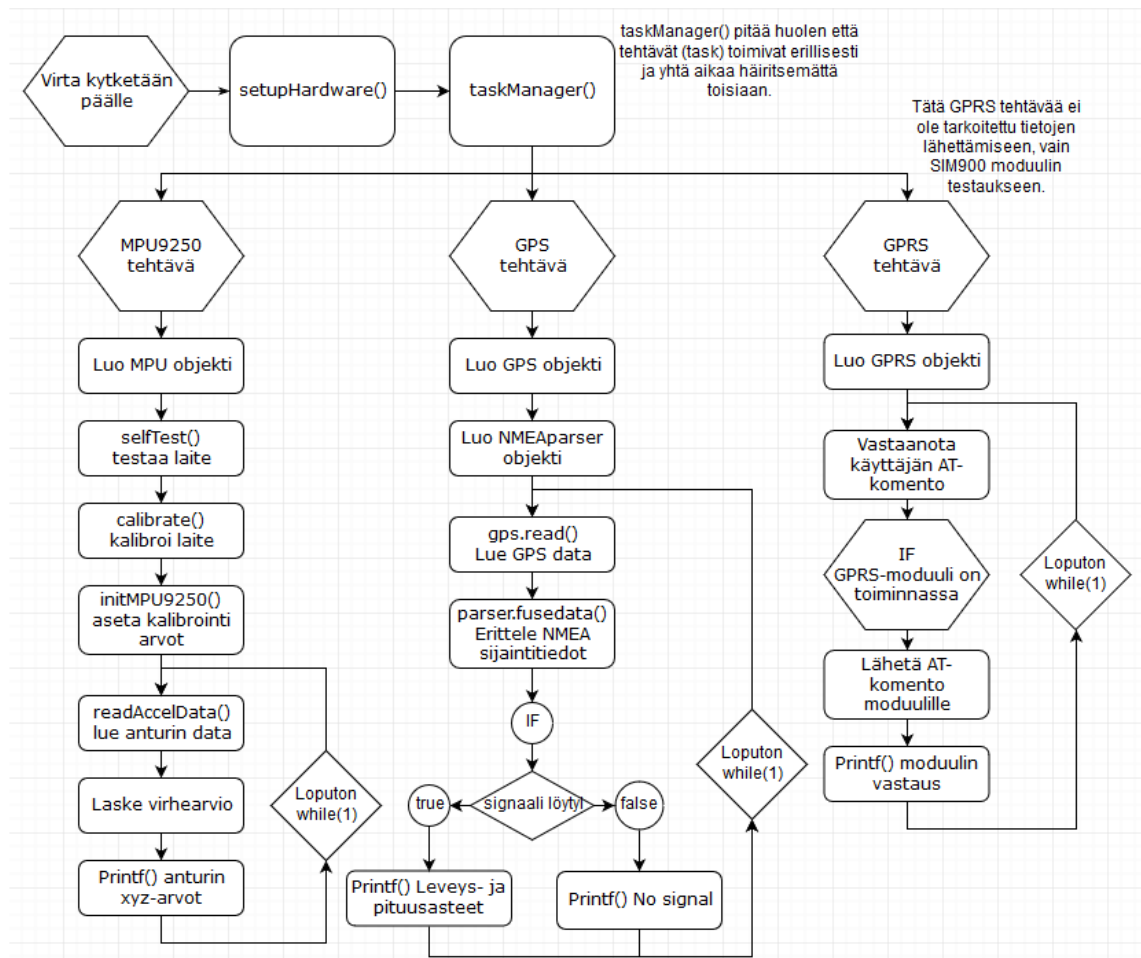 Virta kytketään
päälle
setupHardware()
taskManager()
taskManager() pitää huolen että
tehtävät (task) toimivat erillisesti
ja yhtä aikaa häiritsemättä
toisiaan.
Tätä GPRS tehtävää ei
ole tarkoitettu tietojen
lähettämiseen, vain
SIM900 moduulin
testaukseen.
MPU9250
tehtävä
Luo MPU objekti
selfTest()
testaa laite
calibrate()
kalibroi laite
initMPU9250()
aseta kalibrointi
arvot
readAccelData()
lue anturin data
Laske virhearvio
Printf() anturin
xyz-arvot
Loputon
while(1)
GPS
tehtävä
Luo GPS objekti
Luo NMEAparser
objekti
gps.read()
Lue GPS data
parser.fusedata()
Erittele NMEA
sijaintitiedot
IF
signaali löytyi
true
false
Printf() Leveys- ja
pituusasteet
Printf() No signal
Loputon
while(1)
GPRS
tehtävä
Luo GPRS objekti
Vastaanota
käyttäjän AT-
komento
IF
GPRS-moduuli on
toiminnassa
Lähetä AT-
komento
moduulille
Printf() moduulin
vastaus
Loputon
while(1)